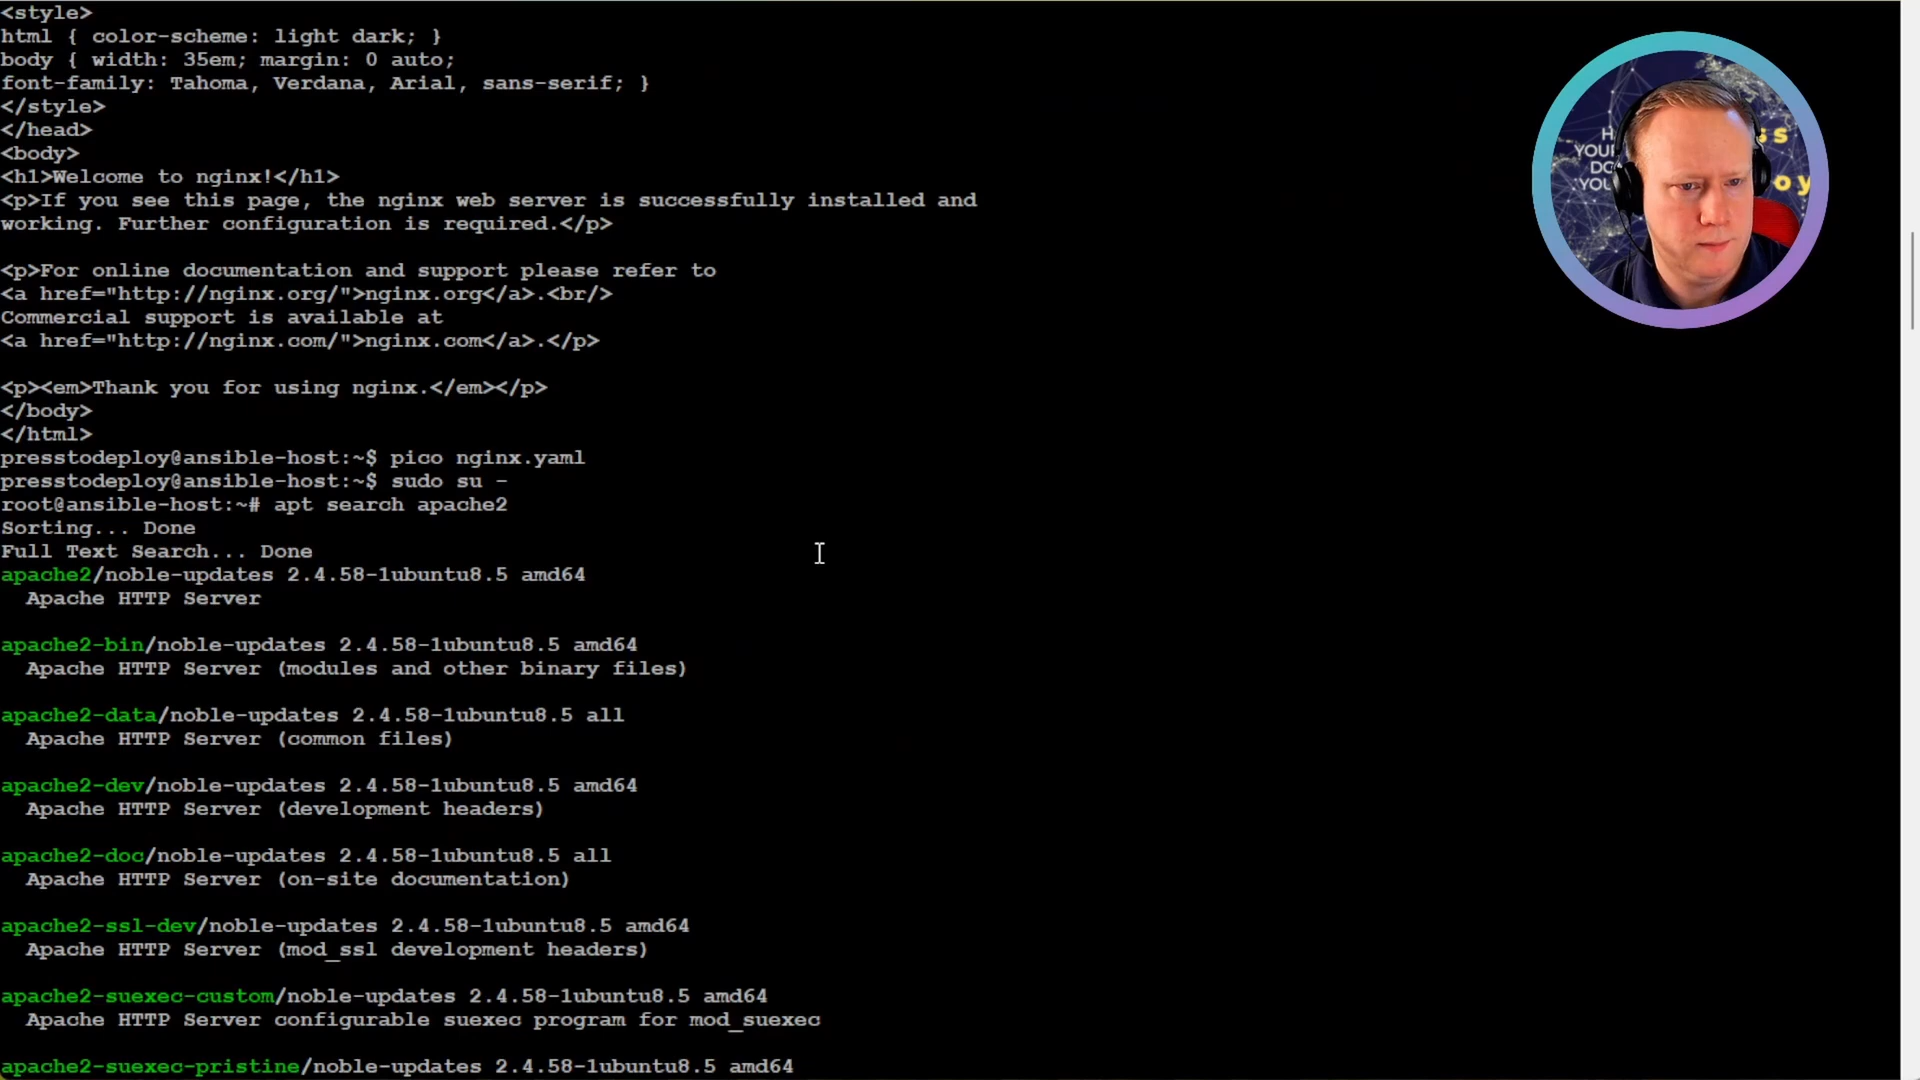 <style>
html { color-scheme: light dark; }
body { width: 35em; margin: 0 auto;
font-family: Tahoma, Verdana, Arial, sans-serif; }
</style>
</head>
<body>
<h1>Welcome to nginx!</h1>
<p>If you see this page, the nginx web server is successfully installed and
working. Further configuration is required.</p>
<p>For online documentation and support please refer to
<a href="http://nginx.org/">nginx.org</a>.<br/>
Commercial support is available at
<a href="http://nginx.com/">nginx.com</a>.</p>
<p><em>Thank you for using nginx.</em></p>
</body>
</html>
presstodeploy@ansible-host:~$ pico nginx.yaml
presstodeploy@ansible-host:~$ sudo su -
root@ansible-host:~# apt search apache2
Sorting... Done
Full Text Search... Done
apache2/noble-updates 2.4.58-1ubuntu8.5 amd64
Apache HTTP Server
apache2-bin/noble-updates 2.4.58-1ubuntu8.5 amd64
Apache HTTP Server (modules and other binary files)
apache2-data/noble-updates 2.4.58-1ubuntu8.5 all
Apache HTTP Server (common files)
apache2-dev/noble-updates 2.4.58-1ubuntu8.5 amd64
Apache HTTP Server (development headers)
apache2-doc/noble-updates 2.4.58-1ubuntu8.5 all
Apache HTTP Server (on-site documentation)
apache2-ssl-dev/noble-updates 2.4.58-1ubuntu8.5 amd64
Apache HTTP Server (mod_ssl development headers)
apache2-suexec-custom/noble-updates 2.4.58-1ubuntu8.5 amd64
Apache HTTP Server configurable suexec program for mod_suexec
apache2-suexec-pristine/noble-updates 2.4.58-1ubuntu8.5 amd64